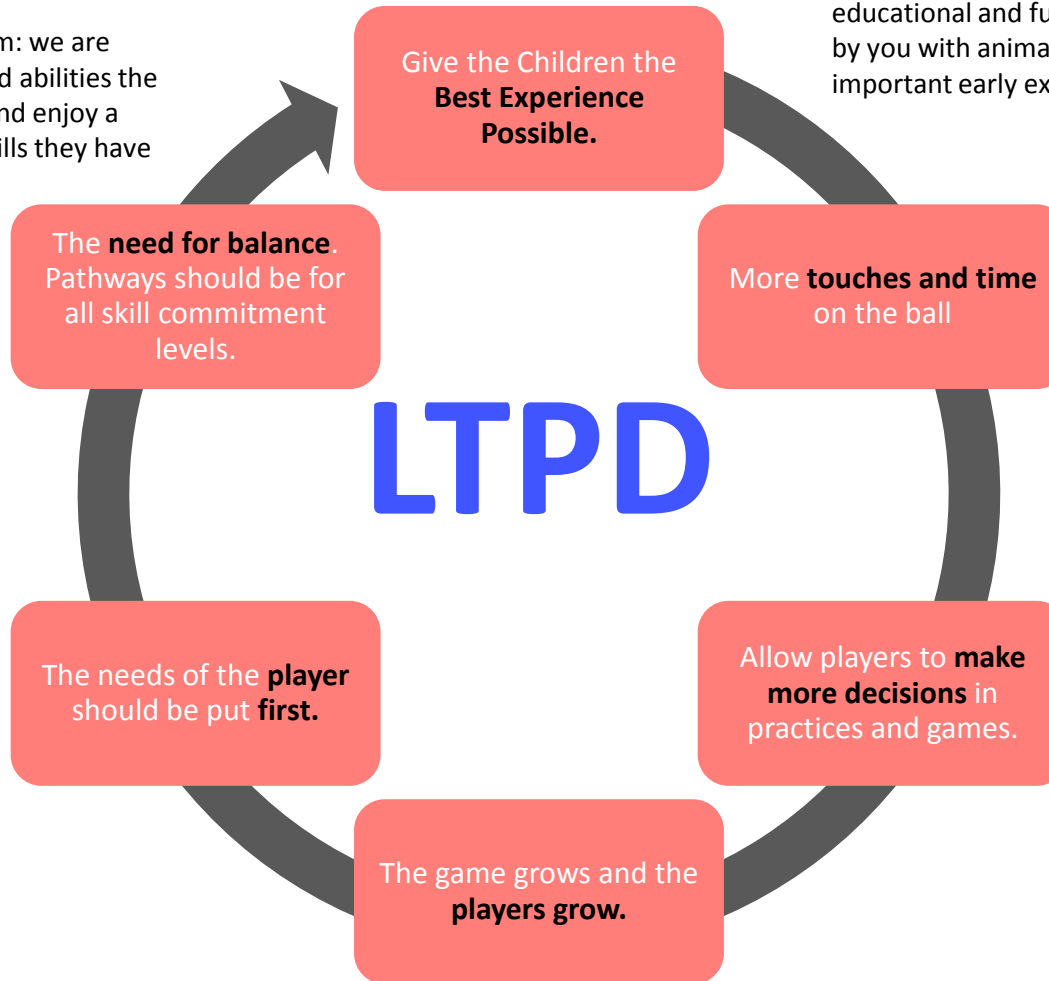 m: we are
d abilities the
nd enjoy a
ills they have
educational and fu
by you with anima
important early ex
Give the Children the
Best Experience
Possible.
The need for balance.
Pathways should be for
all skill commitment
levels.
More touches and time
on the ball
LTPD
The needs of the player
should be put first.
Allow players to make
more decisions in
practices and games.
The game grows and the
players grow.